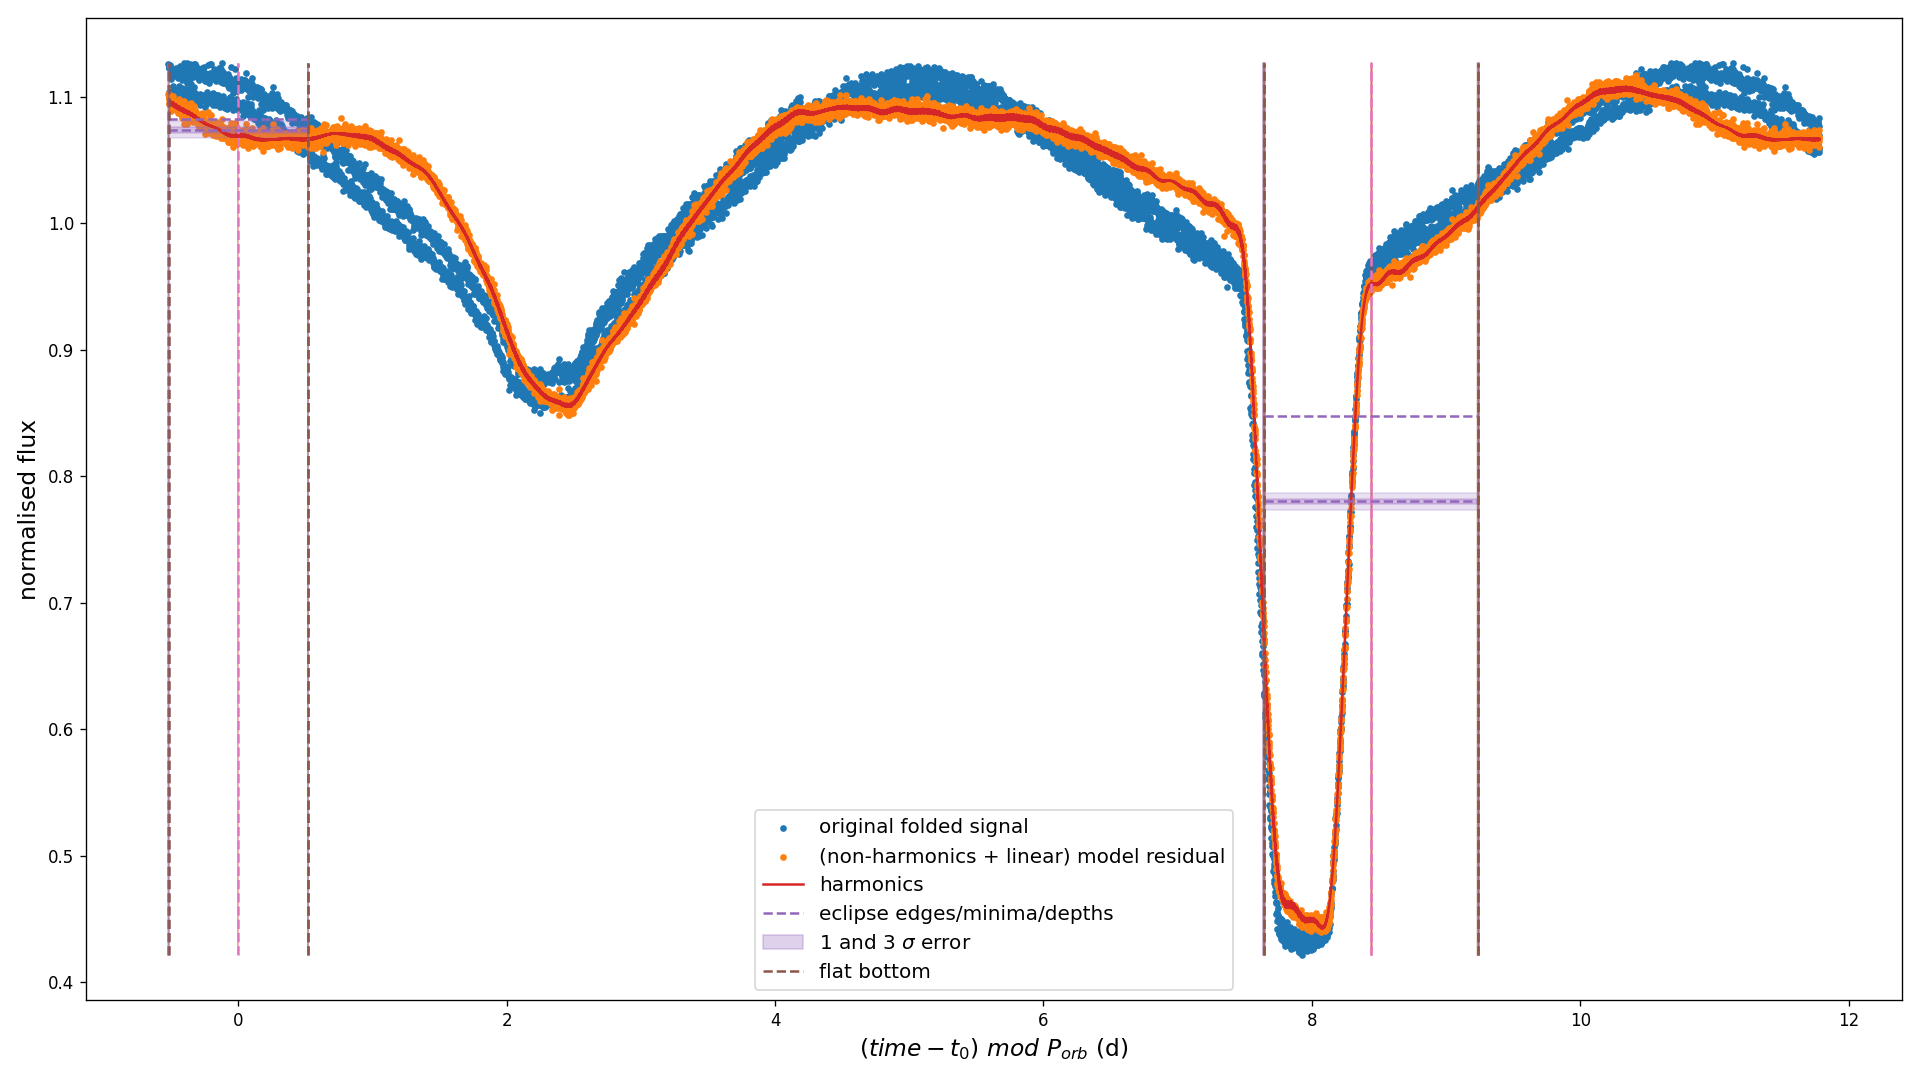 normalised flux
1.1
1.0
0.9
0.8
0.7
0.6
0.5
0.4
original folded signal
(non-harmonics + linear) model residual
harmonics
eclipse edges/minima/depths
1 and 3 σ error
flat bottom
0
2
4
6
8
10
12
(time − t₀) mod Pₒᵣb (d)